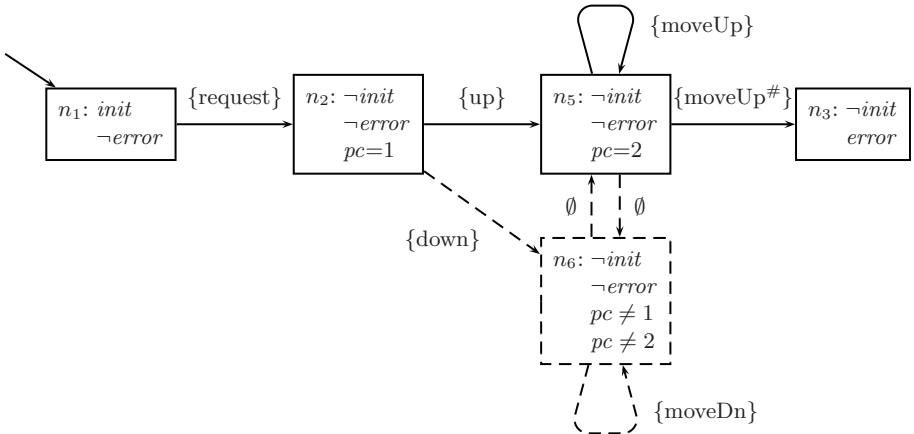 {moveUp}
{request}
{up}
{moveUp#}
n1: init
¬error
n2: ¬init
¬error
pc=1
n5: ¬init
¬error
pc=2
n3: ¬init
error
{down}
∅
∅
n6: ¬init
¬error
pc ≠ 1
pc ≠ 2
{moveDn}